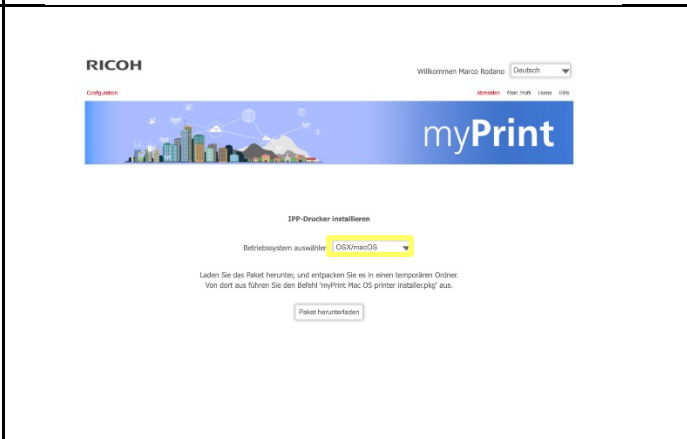 RICOH
Willkommen Marco Rodano Deutsch
Configuration
Abmelden Mein Profil Home Hilfe
myPrint
IPP-Drucker installieren
Betriebssystem auswählen OSX/macOS
Laden Sie das Paket herunter, und entpacken Sie es in einen temporären Ordner.
Von dort aus führen Sie den Befehl 'myPrint Mac OS printer installer.pkg' aus.
Paket herunterladen